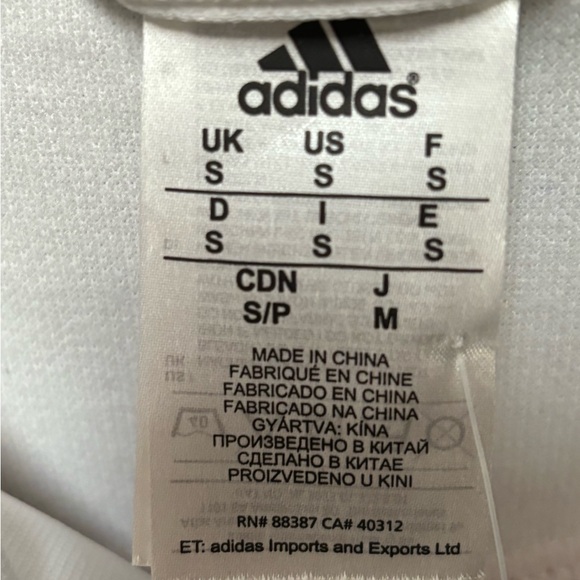 adidas®
UK US F
S S S
D I E
S S S
CDN J
S/P M
MADE IN CHINA
FABRIQUÉ EN CHINE
FABRICADO EN CHINA
FABRICADO NA CHINA
GYÁRTVA: KÍNA
ПРОИЗВЕДЕНО В КИТАЙ
СДЕЛАНО В КИТАЕ
PROIZVEDENO U KINI
RN# 88387 CA# 40312
ET: adidas Imports and Exports Ltd